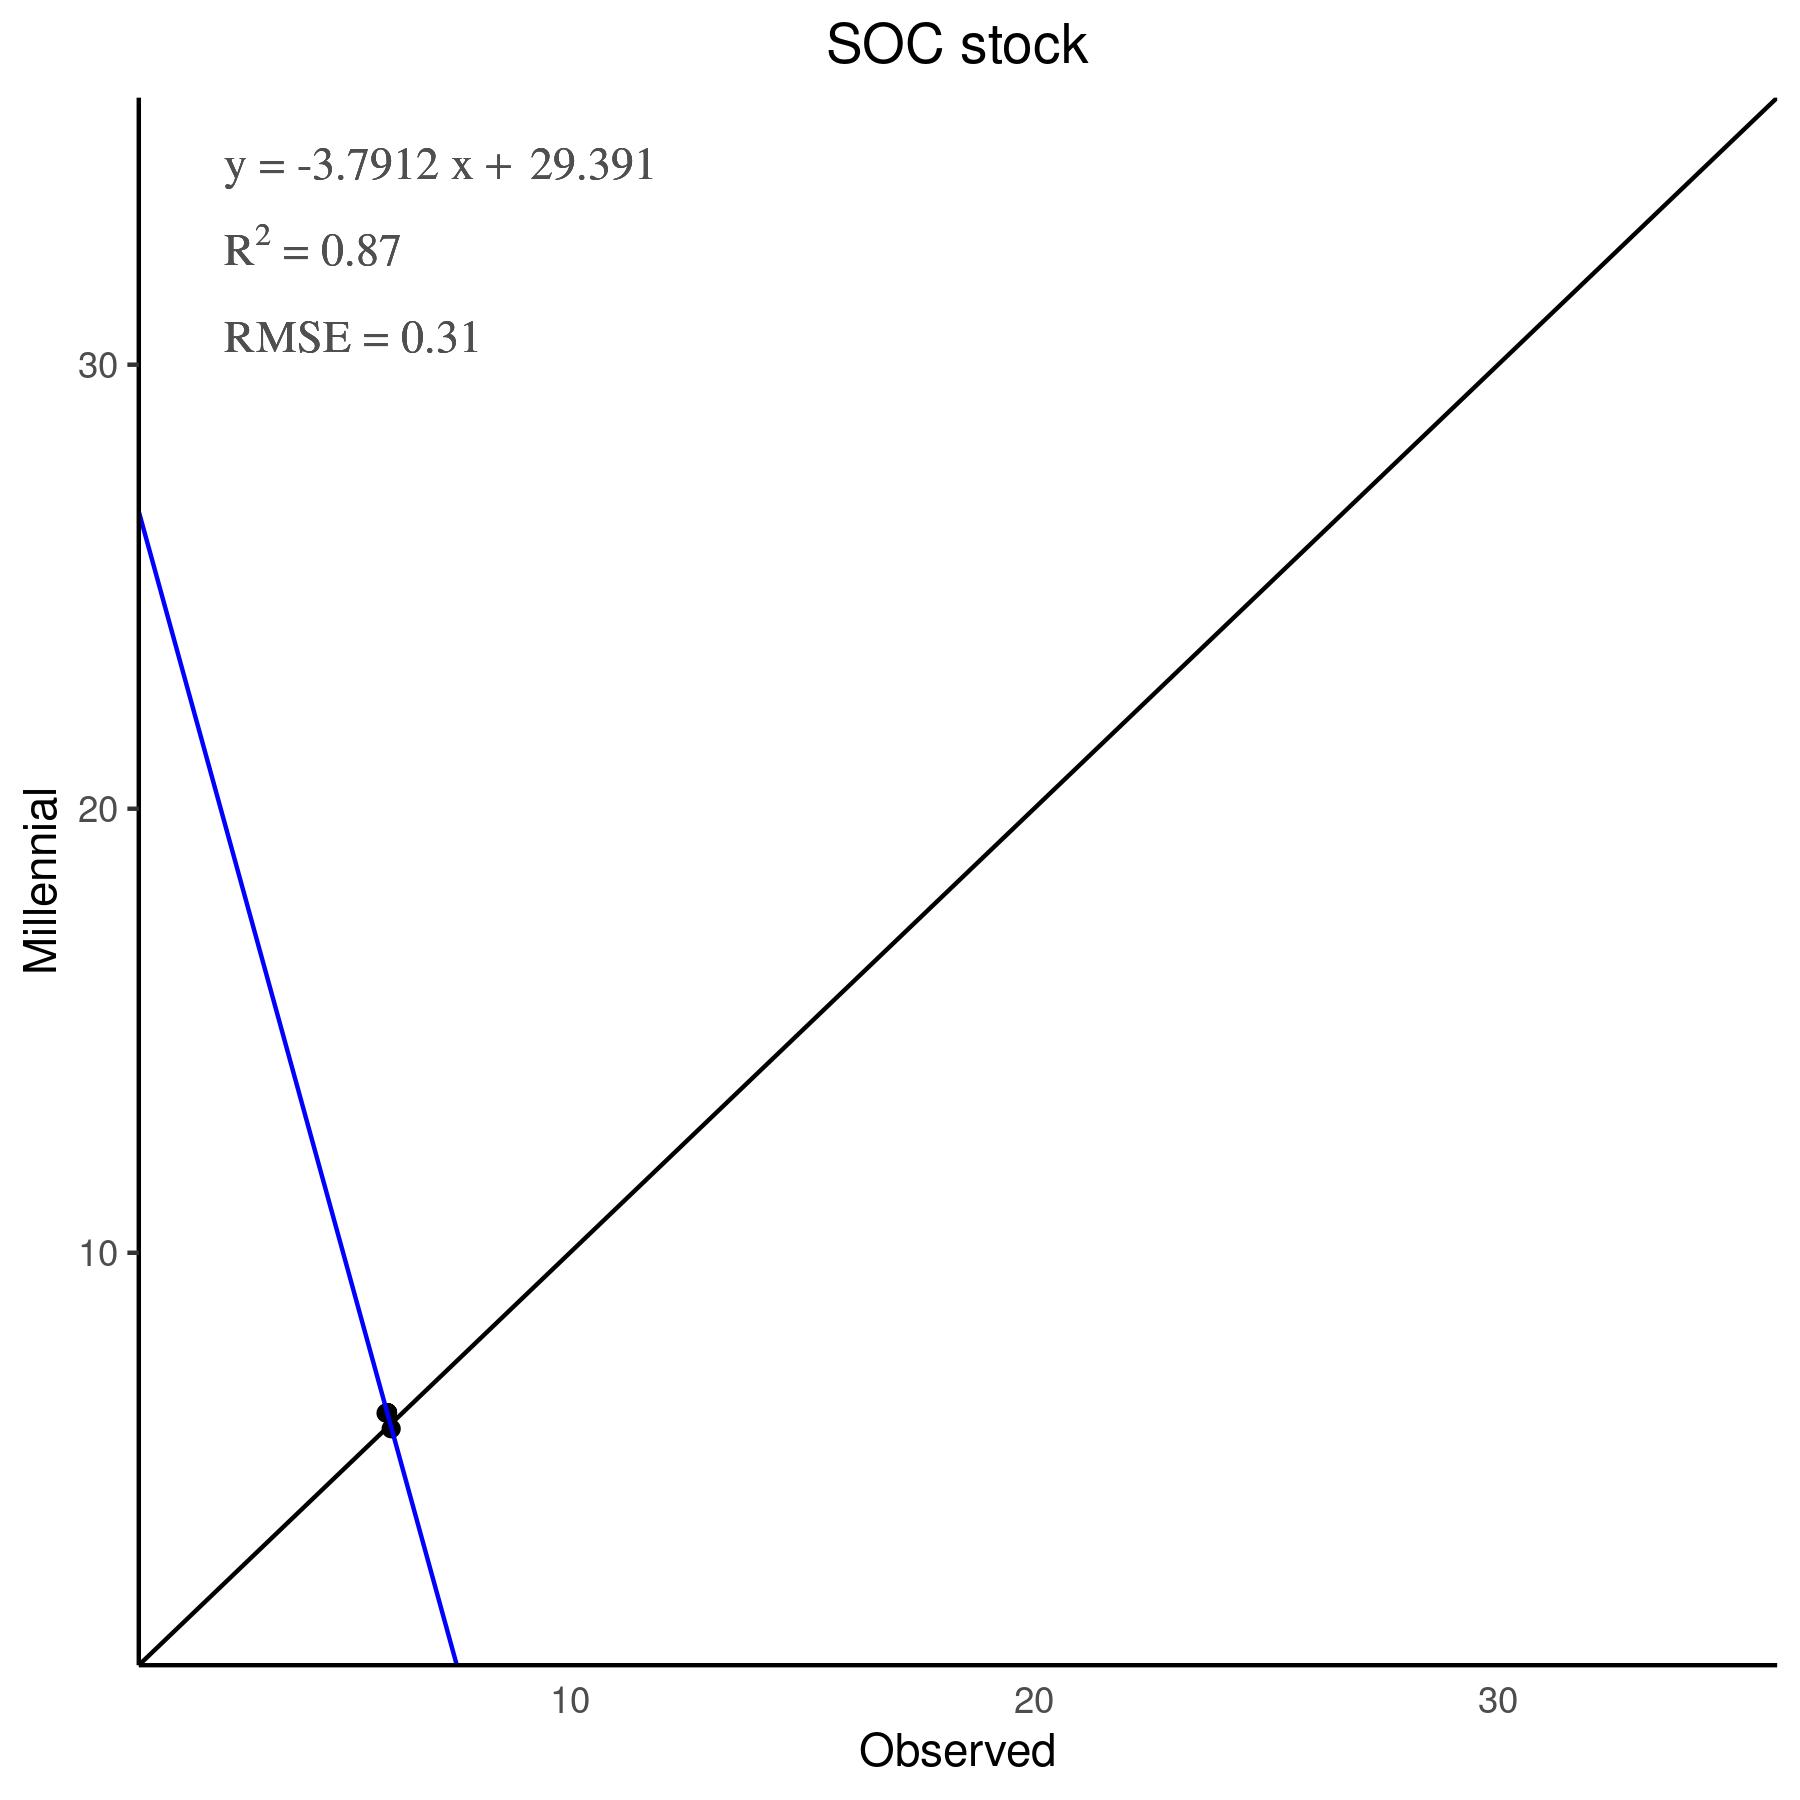 SOC stock
y = -3.7912 x + 29.391
R² = 0.87
RMSE = 0.31
30
20
10
Millennial
10 20 30
Observed